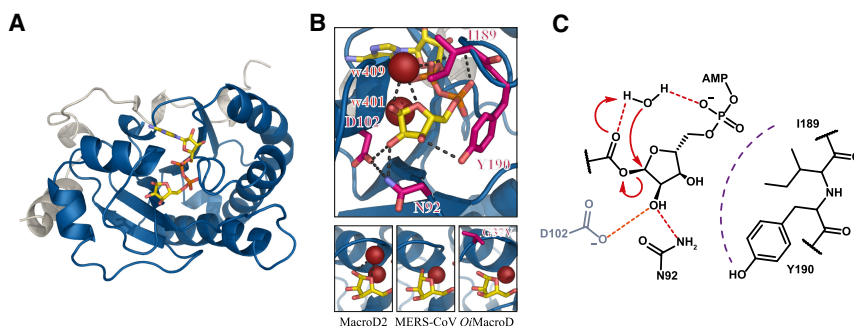 A
B
C
I189
w409
w401
D102
Y190
N92
MacroD2
MERS-CoV
OiMacroD
H
H
O
AMP
O
−
P
O
O
O
O
O
OH
OH
D102
O
O
−
O
NH₂
N92
I189
O
NH
O
HO
Y190